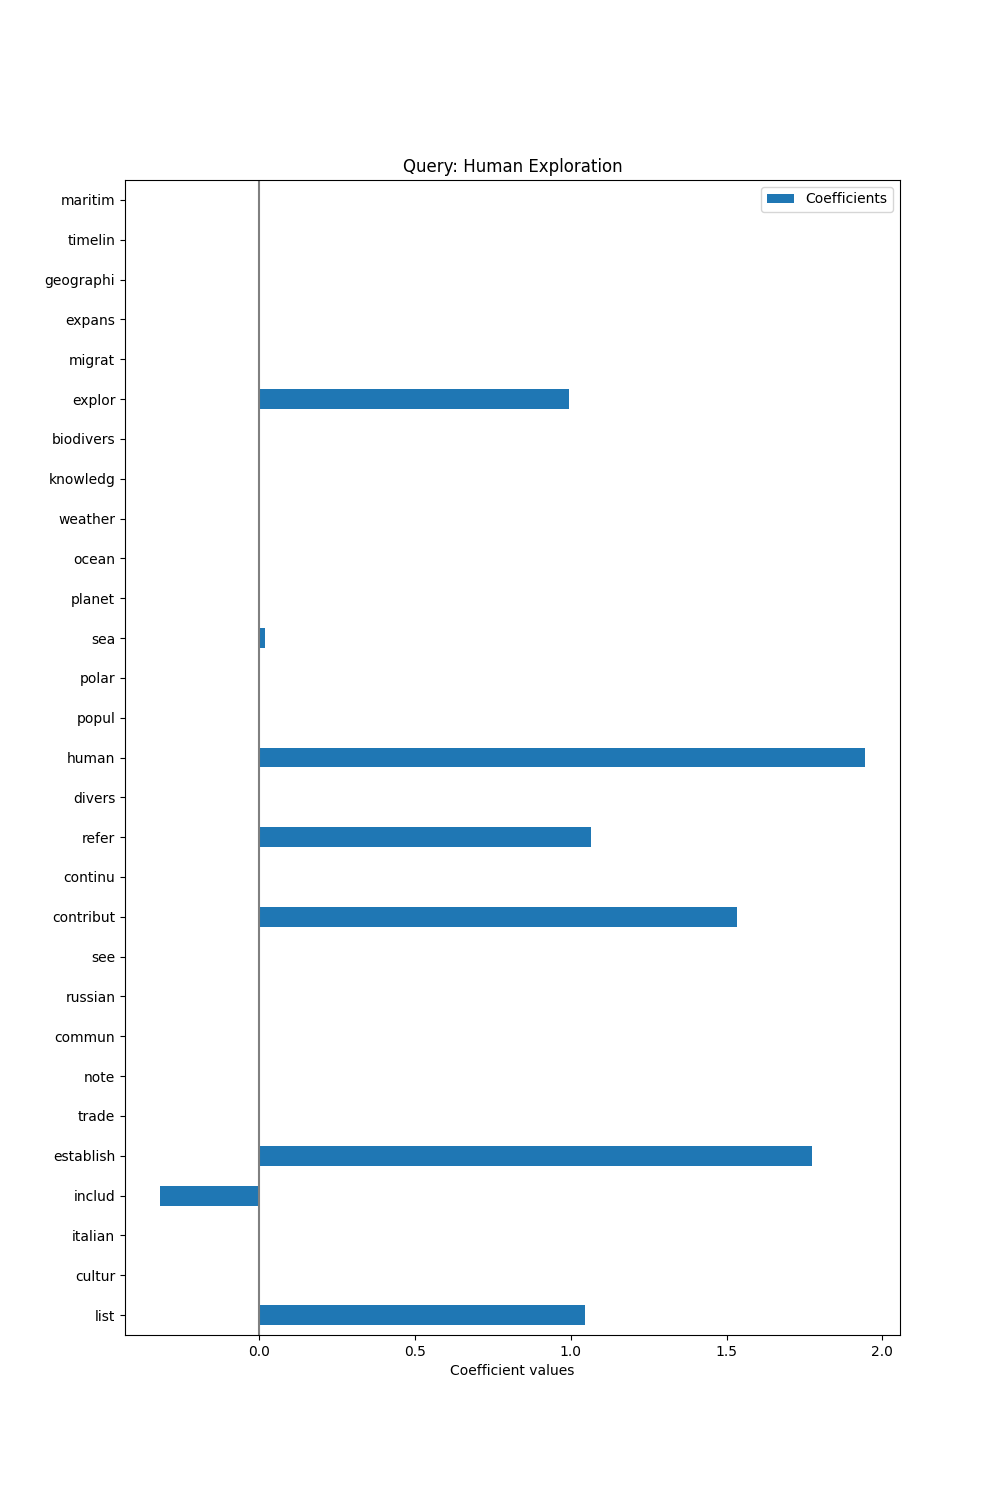 Query: Human Exploration
Coefficients
maritim
timelin
geographi
expans
migrat
explor
biodivers
knowledg
weather
ocean
planet
sea
polar
popul
human
divers
refer
continu
contribut
see
russian
commun
note
trade
establish
includ
italian
cultur
list
0.0 0.5 1.0 1.5 2.0
Coefficient values